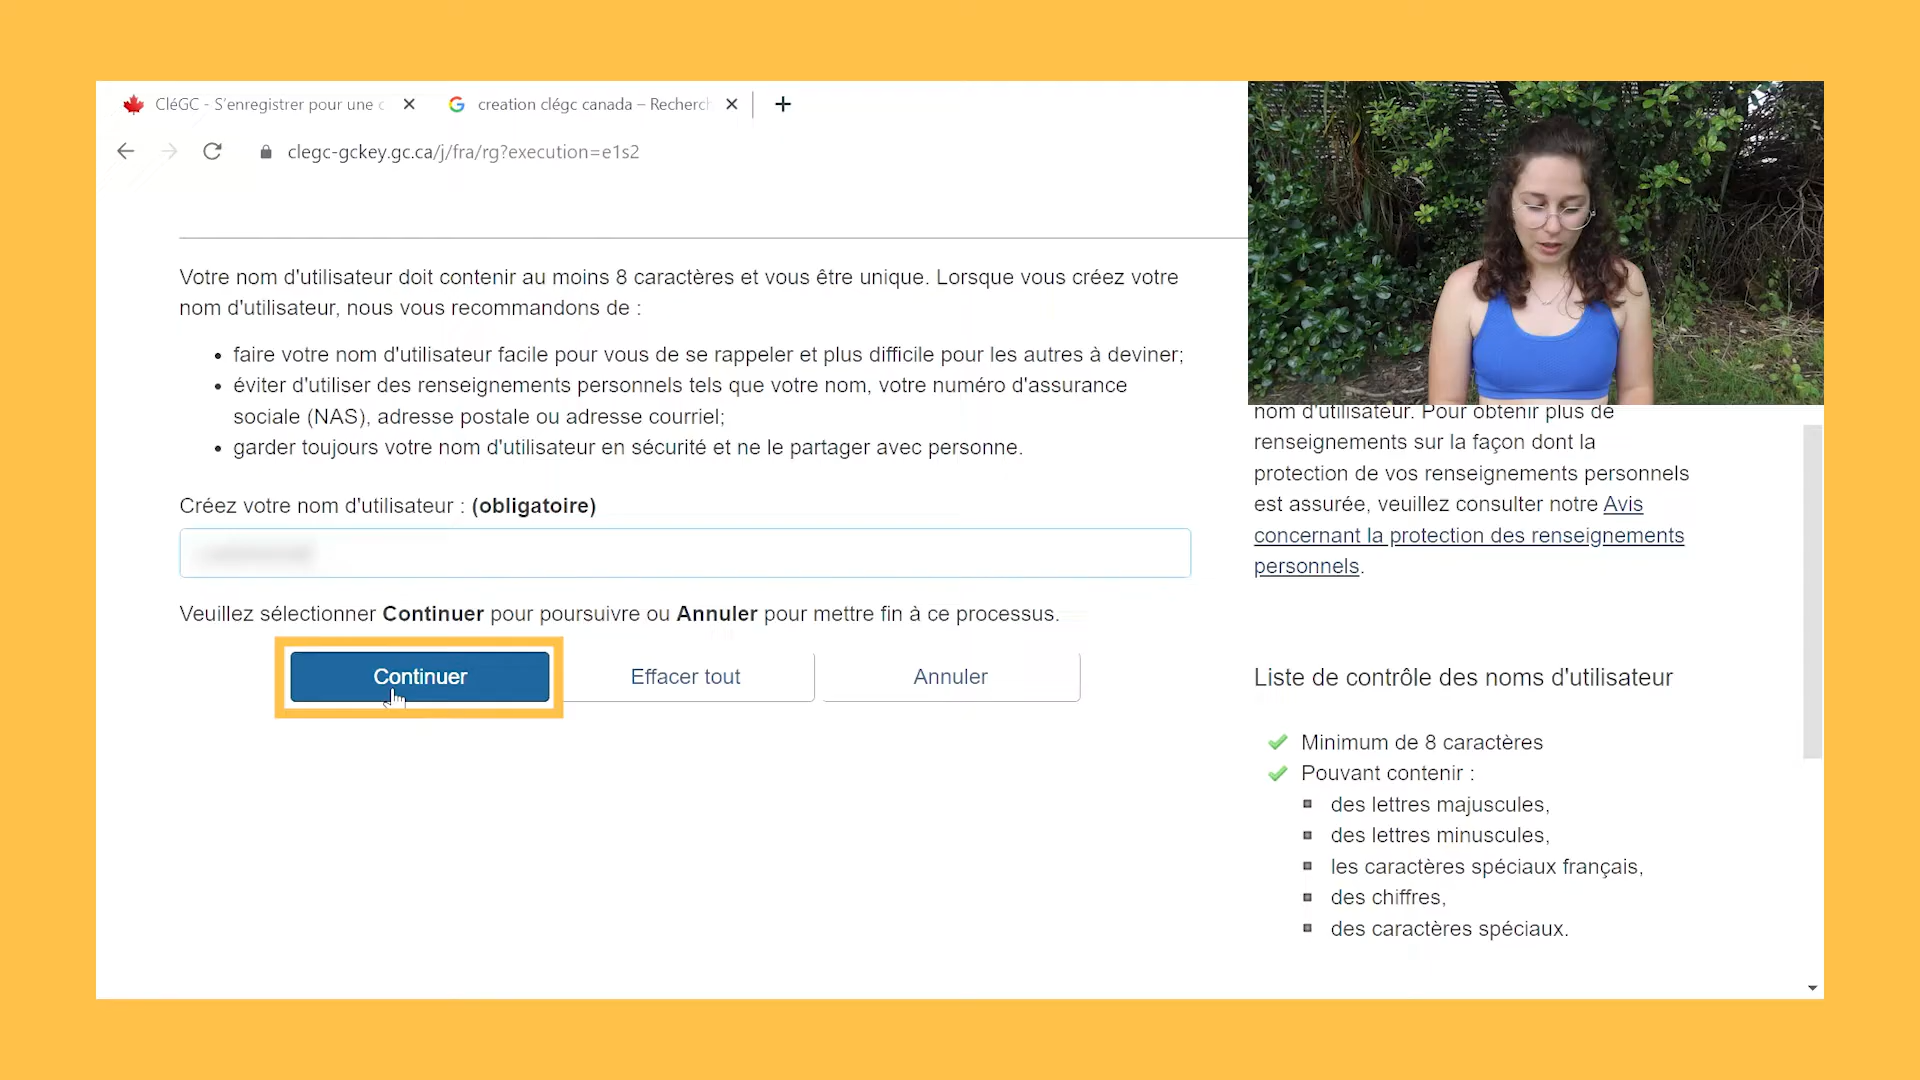 CléGC - S'enregistrer pour une c
creation clégc canada – Recherch
clegc-gckey.gc.ca/j/fra/rg?execution=e1s2
Votre nom d'utilisateur doit contenir au moins 8 caractères et vous être unique. Lorsque vous créez votre
nom d'utilisateur, nous vous recommandons de :
faire votre nom d'utilisateur facile pour vous de se rappeler et plus difficile pour les autres à deviner;
éviter d'utiliser des renseignements personnels tels que votre nom, votre numéro d'assurance
sociale (NAS), adresse postale ou adresse courriel;
garder toujours votre nom d'utilisateur en sécurité et ne le partager avec personne.
Créez votre nom d'utilisateur : (obligatoire)
Veuillez sélectionner Continuer pour poursuivre ou Annuler pour mettre fin à ce processus.
Continuer
Effacer tout
Annuler
nom d'utilisateur. Pour obtenir plus de
renseignements sur la façon dont la
protection de vos renseignements personnels
est assurée, veuillez consulter notre Avis
concernant la protection des renseignements
personnels.
Liste de contrôle des noms d'utilisateur
Minimum de 8 caractères
Pouvant contenir :
des lettres majuscules,
des lettres minuscules,
les caractères spéciaux français,
des chiffres,
des caractères spéciaux.